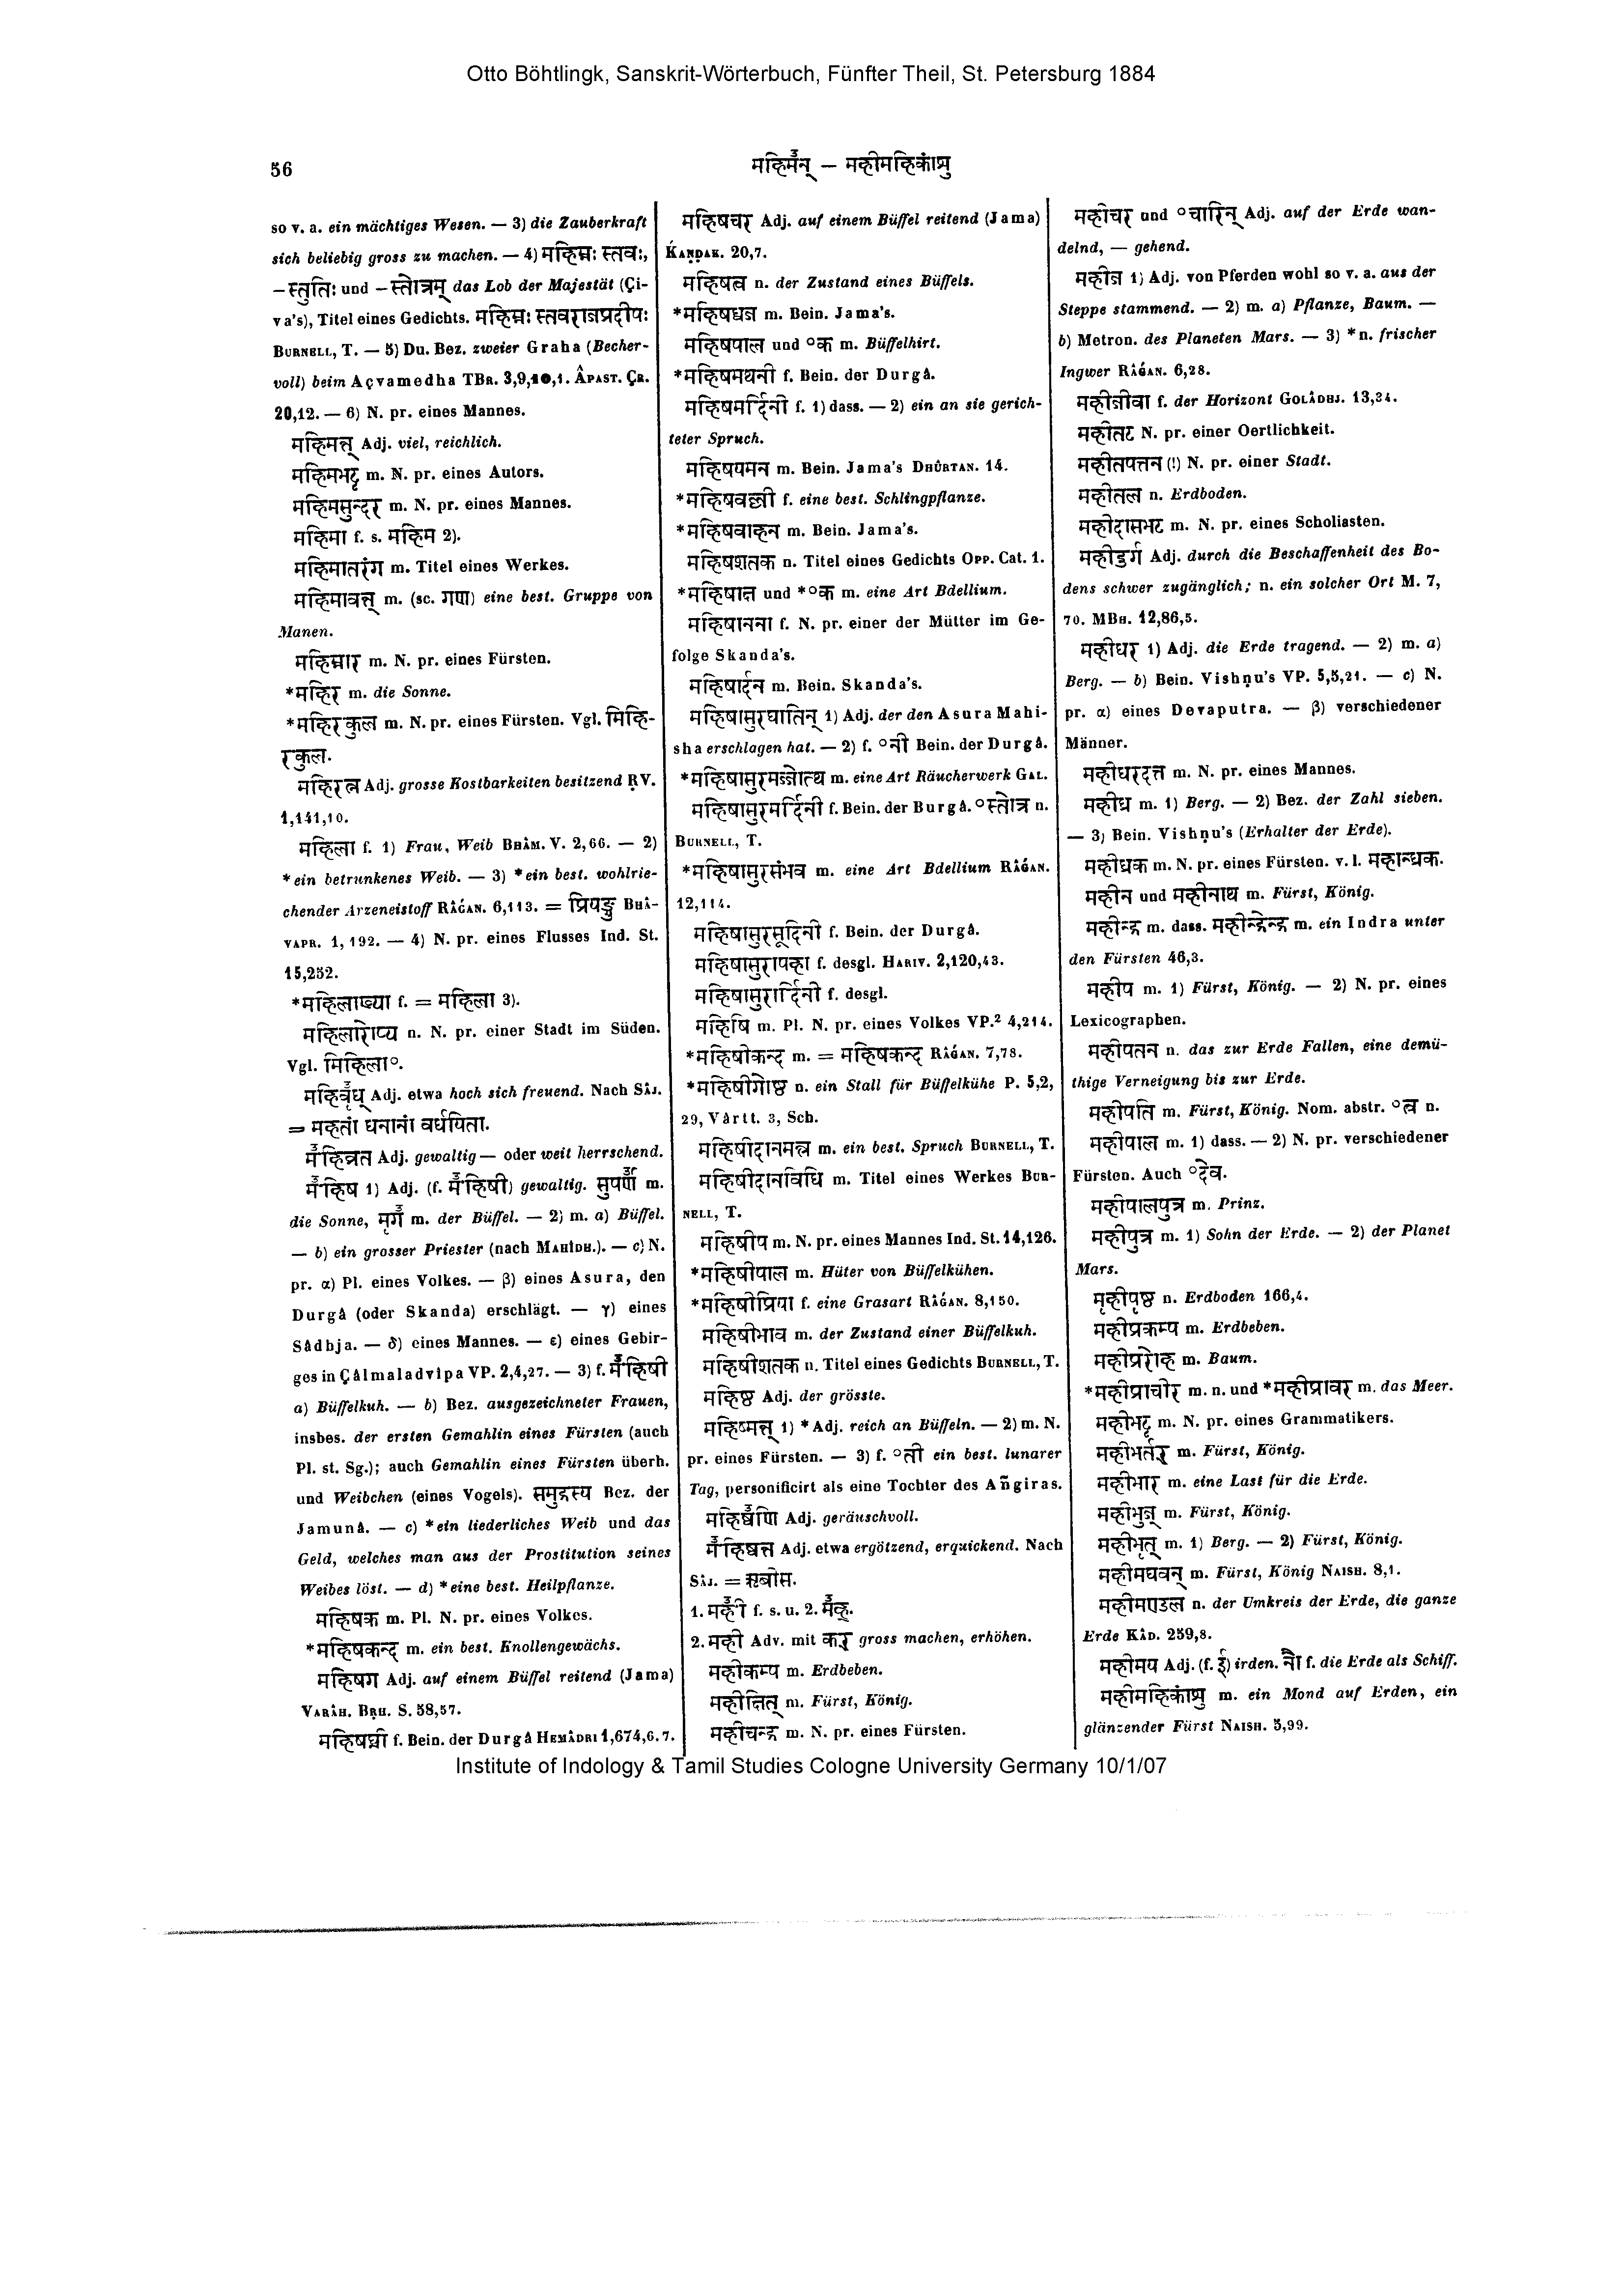 Otto Böhtlingk, Sanskrit-Wörterbuch, Fünfter Theil, St. Petersburg 1884
56
महिमँन् — महीमहिकांशु
so v. a. ein mächtiges Wesen. — 3) die Zauberkraft
sich beliebig gross zu machen. — 4) महिम्नः स्तवः,
– स्तुतिः und – स्तोत्रम् das Lob der Majestät (Çi-
va's), Titel eines Gedichts. महिम्नः स्तवराजप्रदीपः
BURNELL, T. — 5) Du. Bez. zweier Graha (Becher-
voll) beim Açvamedha TBR. 3,9,10,1. ÂPAST. ÇR.
20,12. — 6) N. pr. eines Mannes.
महिमत्त् Adj. viel, reichlich.
महिमभट्ट m. N. pr. eines Autors.
महिमसुन्दर m. N. pr. eines Mannes.
महिमा f. s. महिम 2).
महिमातरंग m. Titel eines Werkes.
महिमावत्त् m. (sc. गण) eine best. Gruppe von
Manen.
महिम्नार m. N. pr. eines Fürsten.
*महिर m. die Sonne.
*महिरकुल m. N. pr. eines Fürsten. Vgl. मिहि-
रकुल.
महिरत्न Adj. grosse Kostbarkeiten besitzend ṚV.
1,141,10.
महिला f. 1) Frau, Weib BHÂM. V. 2,66. — 2)
*ein betrunkenes Weib. — 3) *ein best. wohlrie-
chender Arzeneistoff RÂǴAN. 6,113. = प्रियङ्गु BHÂ-
VAPR. 1,192. — 4) N. pr. eines Flusses Ind. St.
15,252.
*महिलाख्या f. = महिला 3).
महिलारोप्य n. N. pr. einer Stadt im Süden.
Vgl. मिहिला°.
महिवृँध् Adj. etwa hoch sich freuend. Nach SÂJ.
= महतां धनानां वर्धयिता.
मँहिव्रत Adj. gewaltig — oder weit herrschend.
मँहिष 1) Adj. (f. मँहिषी) gewaltig. सुपर्णँ m.
die Sonne, मृगँ m. der Büffel. — 2) m. a) Büffel.
— b) ein grosser Priester (nach MAHÎDH.). — c) N.
pr. α) Pl. eines Volkes. — β) eines Asura, den
Durgâ (oder Skanda) erschlägt. — γ) eines
Sâdhja. — δ) eines Mannes. — ε) eines Gebir-
ges in Çâlmaladvîpa VP. 2,4,27. — 3) f. मँहिषी
a) Büffelkuh. — b) Bez. ausgezeichneter Frauen,
insbes. der ersten Gemahlin eines Fürsten (auch
Pl. st. Sg.); auch Gemahlin eines Fürsten überh.
und Weibchen (eines Vogels). समुद्रस्य Bez. der
Jamunâ. — c) *ein liederliches Weib und das
Geld, welches man aus der Prostitution seines
Weibes löst. — d) *eine best. Heilpflanze.
महिषक m. Pl. N. pr. eines Volkes.
*महिषकन्द m. ein best. Knollengewächs.
महिषग Adj. auf einem Büffel reitend (Jama)
VARÂH. BṚH. S. 58,57.
महिषघ्नी f. Bein. der Durgâ HEMÂDRI 1,674,6.7.
महिषचर Adj. auf einem Büffel reitend (Jama)
ḰAṆḌAK. 20,7.
महिषत्व n. der Zustand eines Büffels.
*महिषध्वज m. Bein. Jama's.
महिषपाल und °क m. Büffelhirt.
*महिषमथनी f. Bein. der Durgâ.
महिषमर्दिनी f. 1) dass. — 2) ein an sie gerich-
teter Spruch.
महिषयमन m. Bein. Jama's DHÛRTAN. 14.
*महिषवल्ली f. eine best. Schlingpflanze.
*महिषवाहन m. Bein. Jama's.
महिषशतक n. Titel eines Gedichts OPP. Cat. 1.
*महिषाक्ष und *°क m. eine Art Bdellium.
महिषानना f. N. pr. einer der Mütter im Ge-
folge Skanda's.
महिषार्दन m. Bein. Skanda's.
महिषासुरघातिन् 1) Adj. der den Asura Mahi-
sha erschlagen hat. — 2) f. °नी Bein. der Durgâ.
*महिषासुरमज्जोत्थ m. eine Art Räucherwerk GAL.
महिषासुरमर्दिनी f. Bein. der Burgâ. °स्तोत्र n.
BURNELL, T.
*महिषासुरसंभव m. eine Art Bdellium RÂǴAN.
12,114.
महिषासुरसूदिनी f. Bein. der Durgâ.
महिषासुरापहा f. desgl. HARIV. 2,120,43.
महिषासुरार्दिनी f. desgl.
महिषि m. Pl. N. pr. eines Volkes VP.² 4,214.
*महिषीकन्द m. = महिषकन्द RÂǴAN. 7,78.
*महिषीगोष्ठ n. ein Stall für Büffelkühe P. 5,2,
29, Vârtt. 3, Sch.
महिषीदानमन्त्र m. ein best. Spruch BURNELL, T.
महिषीदानविधि m. Titel eines Werkes BUR-
NELL, T.
महिषीप m. N. pr. eines Mannes Ind. St. 14,126.
*महिषीपाल m. Hüter von Büffelkühen.
*महिषीप्रिया f. eine Grasart RÂǴAN. 8,150.
महिषीभाव m. der Zustand einer Büffelkuh.
महिषीशतक n. Titel eines Gedichts BURNELL, T.
महिष्ठ Adj. der grösste.
महिष्मत्त् 1) *Adj. reich an Büffeln. — 2) m. N.
pr. eines Fürsten. — 3) f. °ती ein best. lunarer
Tag, personificirt als eine Tochter des Añgiras.
महिष्वँणि Adj. geräuschvoll.
मँहिष्वत्त Adj. etwa ergötzend, erquickend. Nach
SÂJ. = ऋबीस.
1. महीँ f. s. u. 2. मँह्.
2. मही Adv. mit कर् gross machen, erhöhen.
महीकम्प m. Erdbeben.
महीक्षित् m. Fürst, König.
महीचन्द्र m. N. pr. eines Fürsten.
महीचर und °चारिन् Adj. auf der Erde wan-
delnd, — gehend.
महीज 1) Adj. von Pferden wohl so v. a. aus der
Steppe stammend. — 2) m. a) Pflanze, Baum. —
b) Metron. des Planeten Mars. — 3) *n. frischer
Ingwer RÂǴAN. 6,28.
महीजीवा f. der Horizont GOLÂDHJ. 13,34.
महीतट N. pr. einer Oertlichkeit.
महीतपत्तन (!) N. pr. einer Stadt.
महीतल n. Erdboden.
महीदासभट m. N. pr. eines Scholiasten.
महीदुर्ग Adj. durch die Beschaffenheit des Bo-
dens schwer zugänglich; n. ein solcher Ort M. 7,
70. MBH. 12,86,5.
महीधर 1) Adj. die Erde tragend. — 2) m. a)
Berg. — b) Bein. Vishṇu's VP. 5,5,21. — c) N.
pr. α) eines Devaputra. — β) verschiedener
Männer.
महीधरदत्त m. N. pr. eines Mannes.
महीध्र m. 1) Berg. — 2) Bez. der Zahl sieben.
— 3) Bein. Vishṇu's (Erhalter der Erde).
महीध्रक m. N. pr. eines Fürsten. v. l. महान्ध्रक.
महीन und महीनाथ m. Fürst, König.
महीन्द्र m. dass. महीन्द्रेन्द्र m. ein Indra unter
den Fürsten 46,3.
महीप m. 1) Fürst, König. — 2) N. pr. eines
Lexicographen.
महीपतन n. das zur Erde Fallen, eine demü-
thige Verneigung bis zur Erde.
महीपति m. Fürst, König. Nom. abstr. °त्व n.
महीपाल m. 1) dass. — 2) N. pr. verschiedener
Fürsten. Auch °देव.
महीपालपुत्र m. Prinz.
महीपुत्र m. 1) Sohn der Erde. — 2) der Planet
Mars.
महीपृष्ठ n. Erdboden 166,4.
महीप्रकम्प m. Erdbeben.
महीप्ररोह m. Baum.
*महीप्राचीर m. n. und *महीप्रावर m. das Meer.
महीभट्ट m. N. pr. eines Grammatikers.
महीभर्तर् m. Fürst, König.
महीभार m. eine Last für die Erde.
महीभुज् m. Fürst, König.
महीभृत् m. 1) Berg. — 2) Fürst, König.
महीमघवन् m. Fürst, König NAISH. 8,1.
महीमण्डल n. der Umkreis der Erde, die ganze
Erde KÂD. 259,8.
महीमय Adj. (f. ई) irden. नौ f. die Erde als Schiff.
महीमहिकांशु m. ein Mond auf Erden, ein
glänzender Fürst NAISH. 5,99.
Institute of Indology & Tamil Studies Cologne University Germany 10/1/07